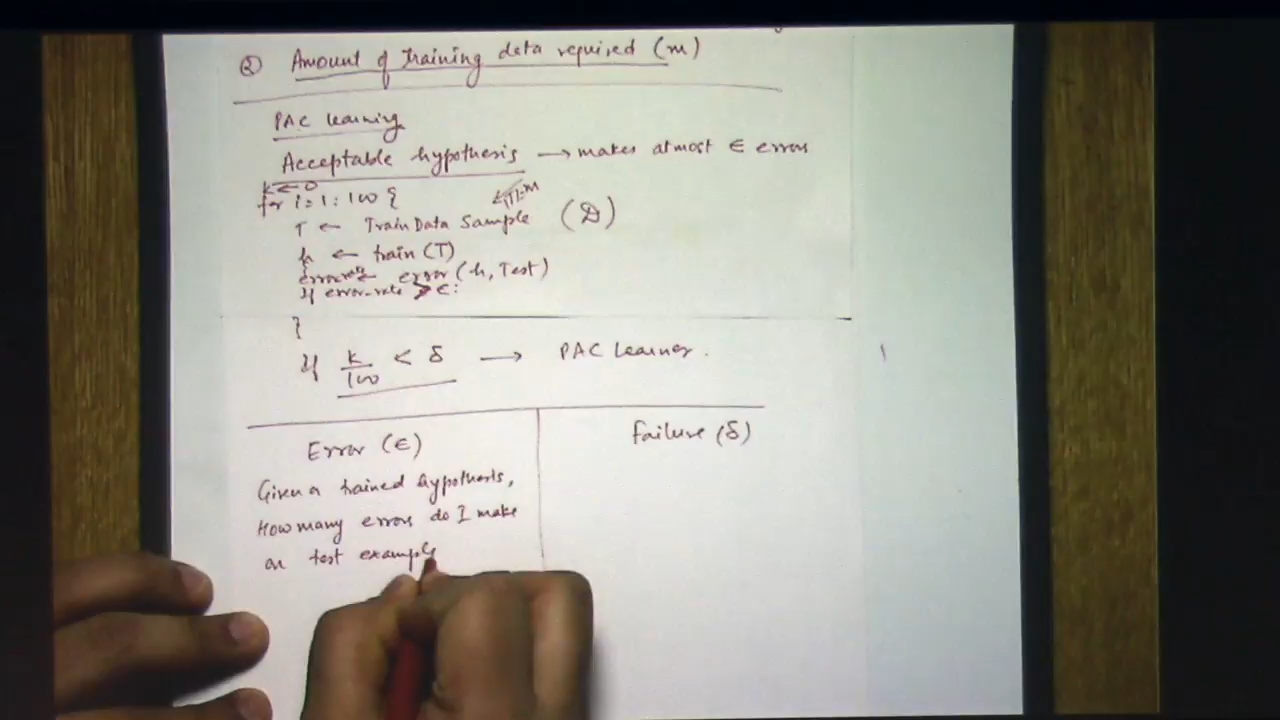 ② Amount of Training data required (m)
PAC learning
Acceptable hypothesis → makes atmost ∈ errors
k ← 0
for i = 1 : 100 {
|T|=m
T ← Train Data Sample (D)
h ← train (T)
error-rate ← error (h, Test)
If error-rate > ∈ :
}
If k/100 < δ → PAC learner.
Error (∈)
Given a trained hypothesis,
How many errors do I make
on test example
Failure (δ)